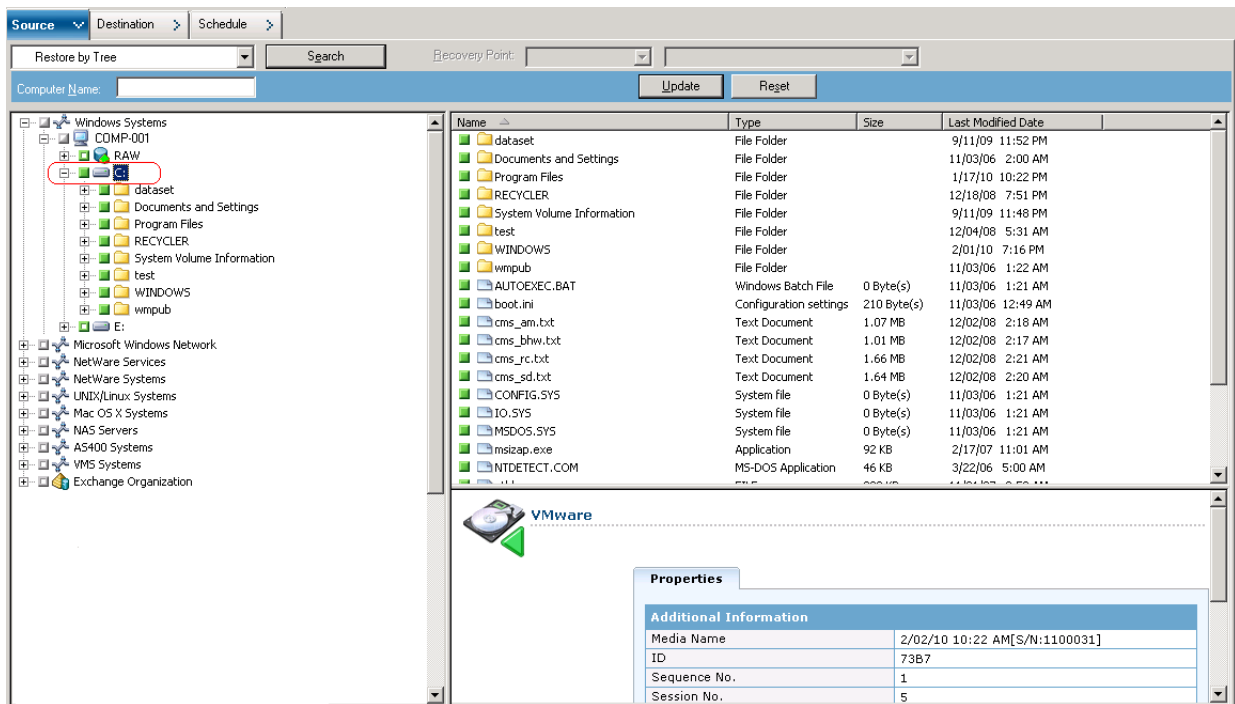 Source Destination Schedule
Restore by Tree Search Recovery Point:
Computer Name: Update Reset
Windows Systems
COMP-001
RAW
C:
dataset
Documents and Settings
Program Files
RECYCLER
System Volume Information
test
WINDOWS
wmpub
E:
Microsoft Windows Network
NetWare Services
NetWare Systems
UNIX/Linux Systems
Mac OS X Systems
NAS Servers
AS400 Systems
VMS Systems
Exchange Organization
Name Type Size Last Modified Date
dataset File Folder 9/11/09 11:52 PM
Documents and Settings File Folder 11/03/06 2:00 AM
Program Files File Folder 1/17/10 10:22 PM
RECYCLER File Folder 12/18/08 7:51 PM
System Volume Information File Folder 9/11/09 11:48 PM
test File Folder 12/04/08 5:31 AM
WINDOWS File Folder 2/01/10 7:16 PM
wmpub File Folder 11/03/06 1:22 AM
AUTOEXEC.BAT Windows Batch File 0 Byte(s) 11/03/06 1:21 AM
boot.ini Configuration settings 210 Byte(s) 11/03/06 12:49 AM
cms_am.txt Text Document 1.07 MB 12/02/08 2:18 AM
cms_bhw.txt Text Document 1.01 MB 12/02/08 2:17 AM
cms_rc.txt Text Document 1.66 MB 12/02/08 2:21 AM
cms_sd.txt Text Document 1.64 MB 12/02/08 2:20 AM
CONFIG.SYS System file 0 Byte(s) 11/03/06 1:21 AM
IO.SYS System file 0 Byte(s) 11/03/06 1:21 AM
MSDOS.SYS System file 0 Byte(s) 11/03/06 1:21 AM
msizap.exe Application 92 KB 2/17/07 11:01 AM
NTDETECT.COM MS-DOS Application 46 KB 3/22/06 5:00 AM
VMware
Properties
Additional Information
Media Name 2/02/10 10:22 AM[S/N:1100031]
ID 73B7
Sequence No. 1
Session No. 5